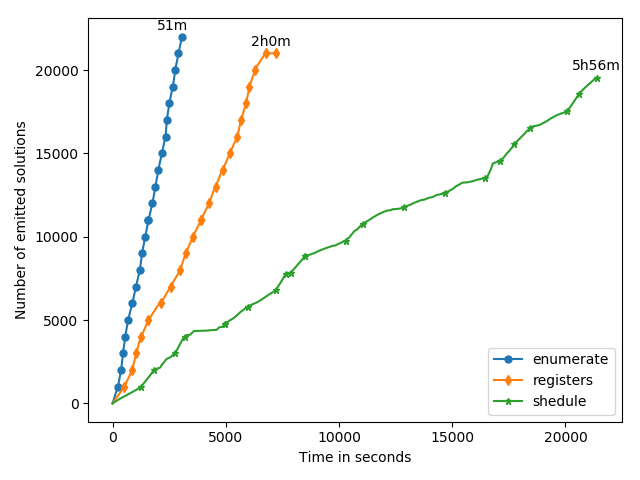 51m
2h0m
5h56m
Number of emitted solutions
20000
15000
10000
5000
0
0
5000
10000
15000
20000
Time in seconds
enumerate
registers
shedule